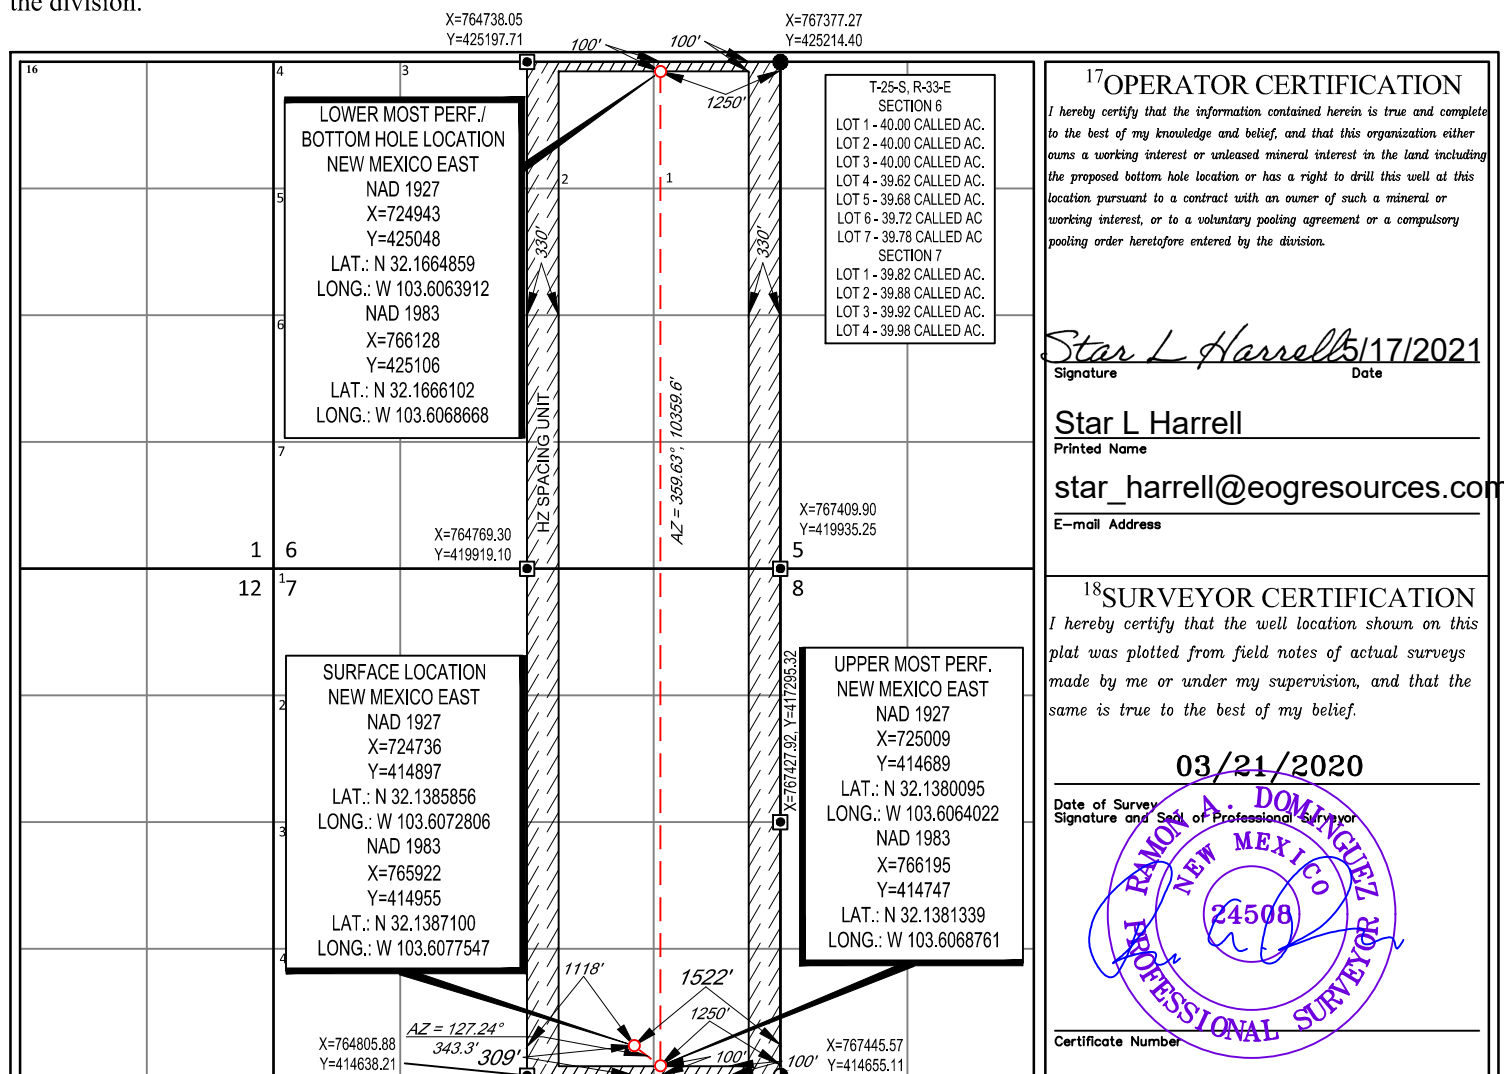 the division.
X=764738.05
Y=425197.71
X=767377.27
Y=425214.40
100'
100'
1250'
16
4
3
5
6
7
2
1
LOWER MOST PERF./
BOTTOM HOLE LOCATION
NEW MEXICO EAST
NAD 1927
X=724943
Y=425048
LAT.: N 32.1664859
LONG.: W 103.6063912
NAD 1983
X=766128
Y=425106
LAT.: N 32.1666102
LONG.: W 103.6068668
T-25-S, R-33-E
SECTION 6
LOT 1 - 40.00 CALLED AC.
LOT 2 - 40.00 CALLED AC.
LOT 3 - 40.00 CALLED AC.
LOT 4 - 39.62 CALLED AC.
LOT 5 - 39.68 CALLED AC.
LOT 6 - 39.72 CALLED AC
LOT 7 - 39.78 CALLED AC
SECTION 7
LOT 1 - 39.82 CALLED AC.
LOT 2 - 39.88 CALLED AC.
LOT 3 - 39.92 CALLED AC.
LOT 4 - 39.98 CALLED AC.
330'
330'
HZ SPACING UNIT
AZ = 359.63°, 10359.6'
X=764769.30
Y=419919.10
X=767409.90
Y=419935.25
1 6
5
12 7
8
1
2
3
4
X=767427.92, Y=417295.32
SURFACE LOCATION
NEW MEXICO EAST
NAD 1927
X=724736
Y=414897
LAT.: N 32.1385856
LONG.: W 103.6072806
NAD 1983
X=765922
Y=414955
LAT.: N 32.1387100
LONG.: W 103.6077547
UPPER MOST PERF.
NEW MEXICO EAST
NAD 1927
X=725009
Y=414689
LAT.: N 32.1380095
LONG.: W 103.6064022
NAD 1983
X=766195
Y=414747
LAT.: N 32.1381339
LONG.: W 103.6068761
1118'
1522'
1250'
AZ = 127.24°
343.3'
309'
100'
100'
X=764805.88
Y=414638.21
X=767445.57
Y=414655.11
17OPERATOR CERTIFICATION
I hereby certify that the information contained herein is true and complete
to the best of my knowledge and belief, and that this organization either
owns a working interest or unleased mineral interest in the land including
the proposed bottom hole location or has a right to drill this well at this
location pursuant to a contract with an owner of such a mineral or
working interest, or to a voluntary pooling agreement or a compulsory
pooling order heretofore entered by the division.
Star L Harrell 5/17/2021
Signature Date
Star L Harrell
Printed Name
star_harrell@eogresources.com
E-mail Address
18SURVEYOR CERTIFICATION
I hereby certify that the well location shown on this
plat was plotted from field notes of actual surveys
made by me or under my supervision, and that the
same is true to the best of my belief.
03/21/2020
Date of Survey
Signature and Seal of Professional Surveyor
RAMON A. DOMINGUEZ
NEW MEXICO
24508
PROFESSIONAL SURVEYOR
Certificate Number